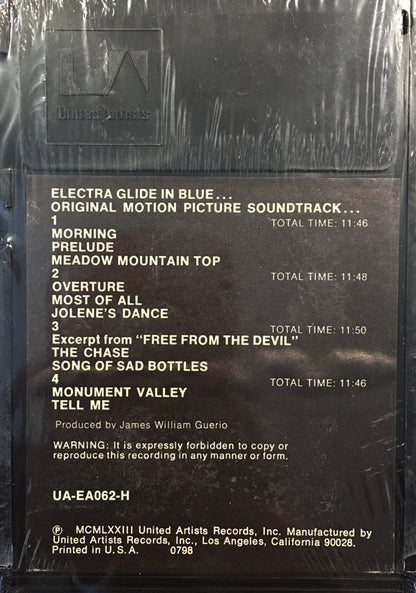 UA
United Artists
ELECTRA GLIDE IN BLUE...
ORIGINAL MOTION PICTURE SOUNDTRACK...
1 TOTAL TIME: 11:46
MORNING
PRELUDE
MEADOW MOUNTAIN TOP
2 TOTAL TIME: 11:48
OVERTURE
MOST OF ALL
JOLENE'S DANCE
3 TOTAL TIME: 11:50
Excerpt from "FREE FROM THE DEVIL"
THE CHASE
SONG OF SAD BOTTLES
4 TOTAL TIME: 11:46
MONUMENT VALLEY
TELL ME
Produced by James William Guerio
WARNING: It is expressly forbidden to copy or
reproduce this recording in any manner or form.
UA-EA062-H
Ⓟ MCMLXXIII United Artists Records, Inc. Manufactured by
United Artists Records, Inc., Los Angeles, California 90028.
Printed in U.S.A. 0798